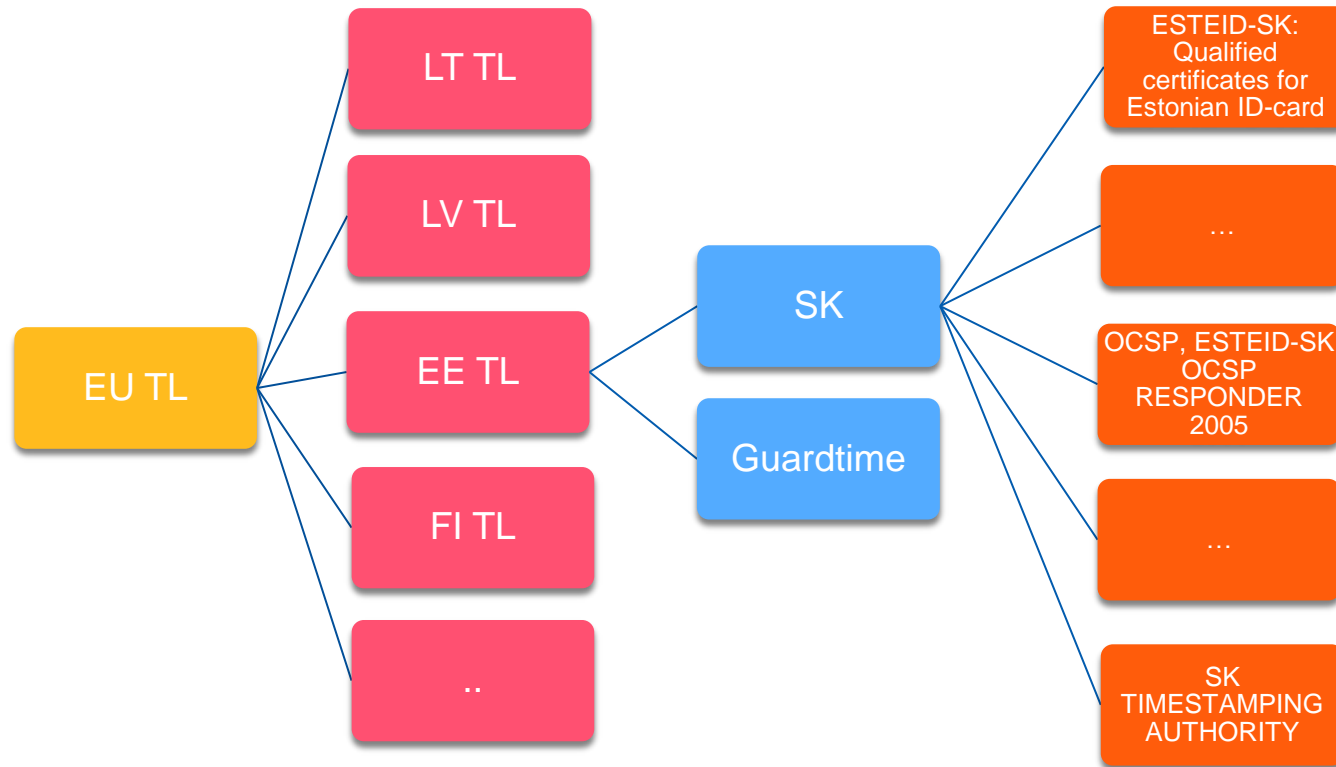 EU TL
LT TL
LV TL
EE TL
FI TL
..
SK
Guardtime
ESTEID-SK:
Qualified
certificates for
Estonian ID-card
…
OCSP, ESTEID-SK
OCSP
RESPONDER
2005
…
SK
TIMESTAMPING
AUTHORITY